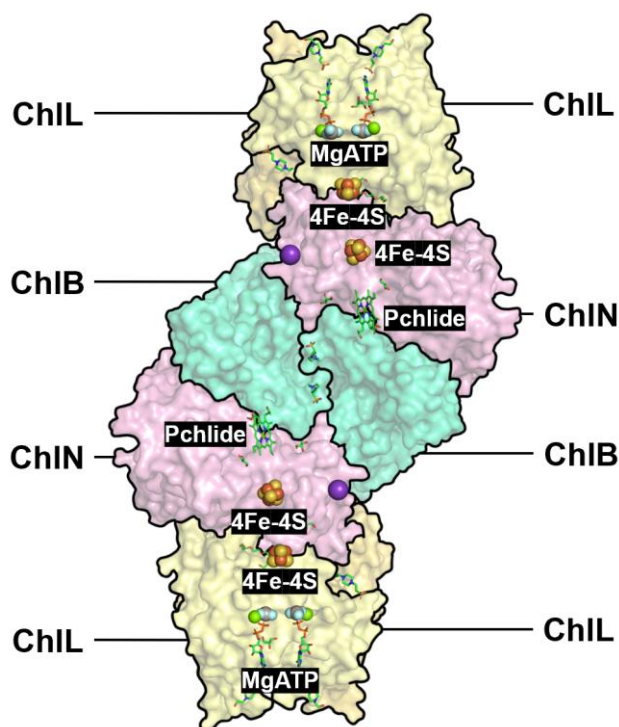 ChlL
ChlL
MgATP
4Fe-4S
4Fe-4S
ChlB
ChlN
Pchlide
Pchlide
ChlN
ChlB
4Fe-4S
4Fe-4S
ChlL
ChlL
MgATP